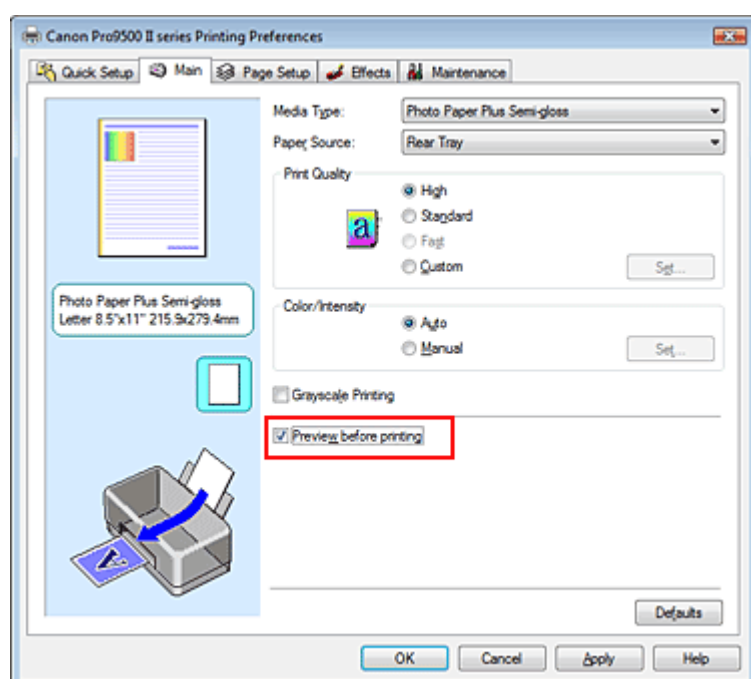 Canon Pro9500 II series Printing Preferences
Quick Setup Main Page Setup Effects Maintenance
Media Type: Photo Paper Plus Semi-gloss
Paper Source: Rear Tray
Print Quality
High
a Standard
Fast
Custom Set...
Photo Paper Plus Semi-gloss
Letter 8.5"x11" 215.9x279.4mm
Color/Intensity
Auto
Manual Set...
Grayscale Printing
Preview before printing
A
Defaults
OK Cancel Apply Help